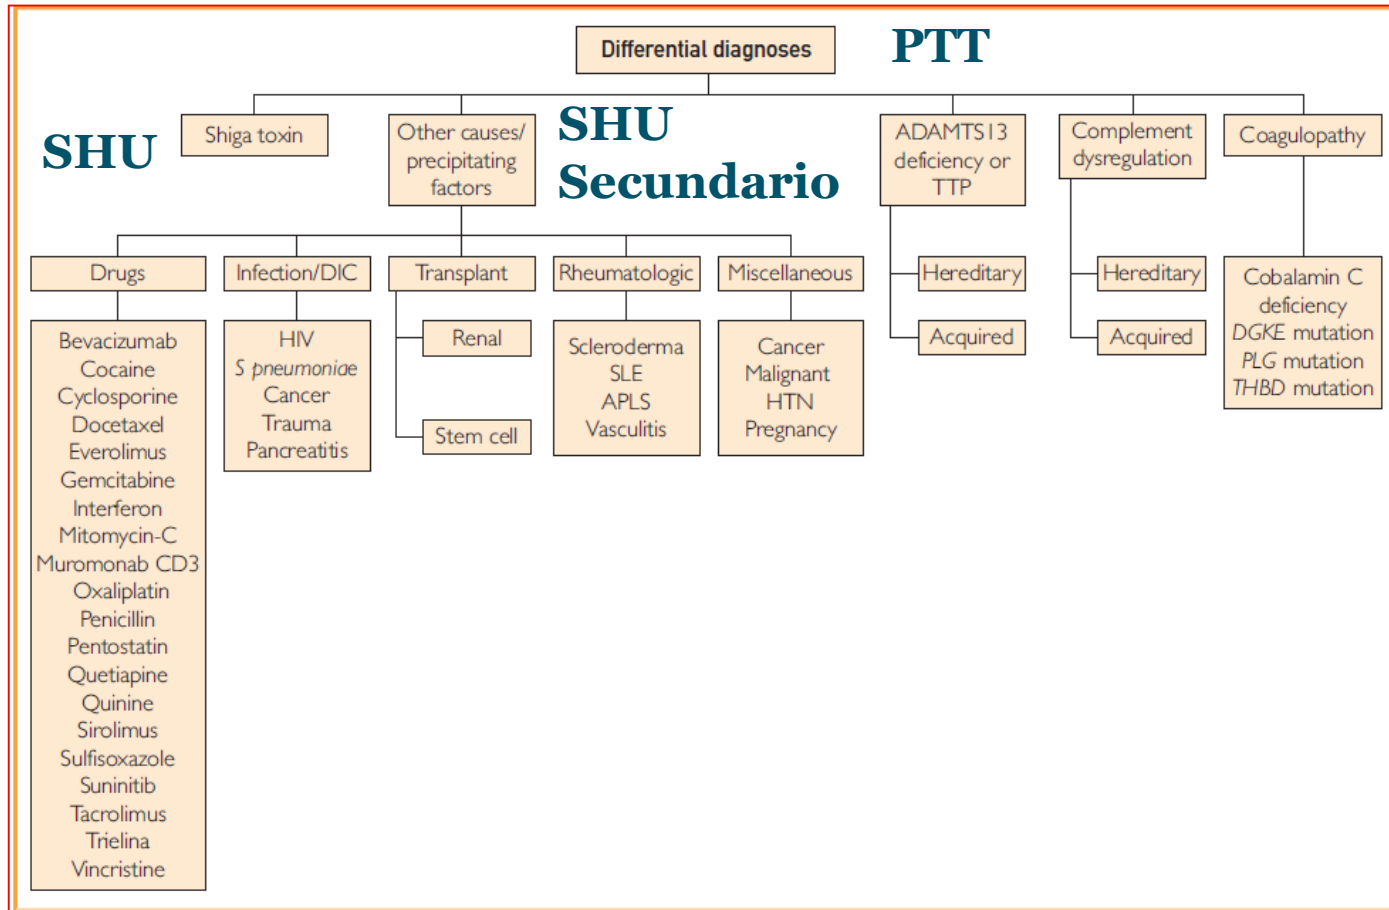 Differential diagnoses
PTT
SHU
Shiga toxin
Other causes/
precipitating
factors
SHU
Secundario
ADAMTS13
deficiency or
TTP
Complement
dysregulation
Coagulopathy
Drugs
Infection/DIC
Transplant
Rheumatologic
Miscellaneous
Hereditary
Acquired
Hereditary
Acquired
Cobalamin C
deficiency
DGKE mutation
PLG mutation
THBD mutation
Bevacizumab
Cocaine
Cyclosporine
Docetaxel
Everolimus
Gemcitabine
Interferon
Mitomycin-C
Muromonab CD3
Oxaliplatin
Penicillin
Pentostatin
Quetiapine
Quinine
Sirolimus
Sulfisoxazole
Suninitib
Tacrolimus
Trielina
Vincristine
HIV
S pneumoniae
Cancer
Trauma
Pancreatitis
Renal
Stem cell
Scleroderma
SLE
APLS
Vasculitis
Cancer
Malignant
HTN
Pregnancy